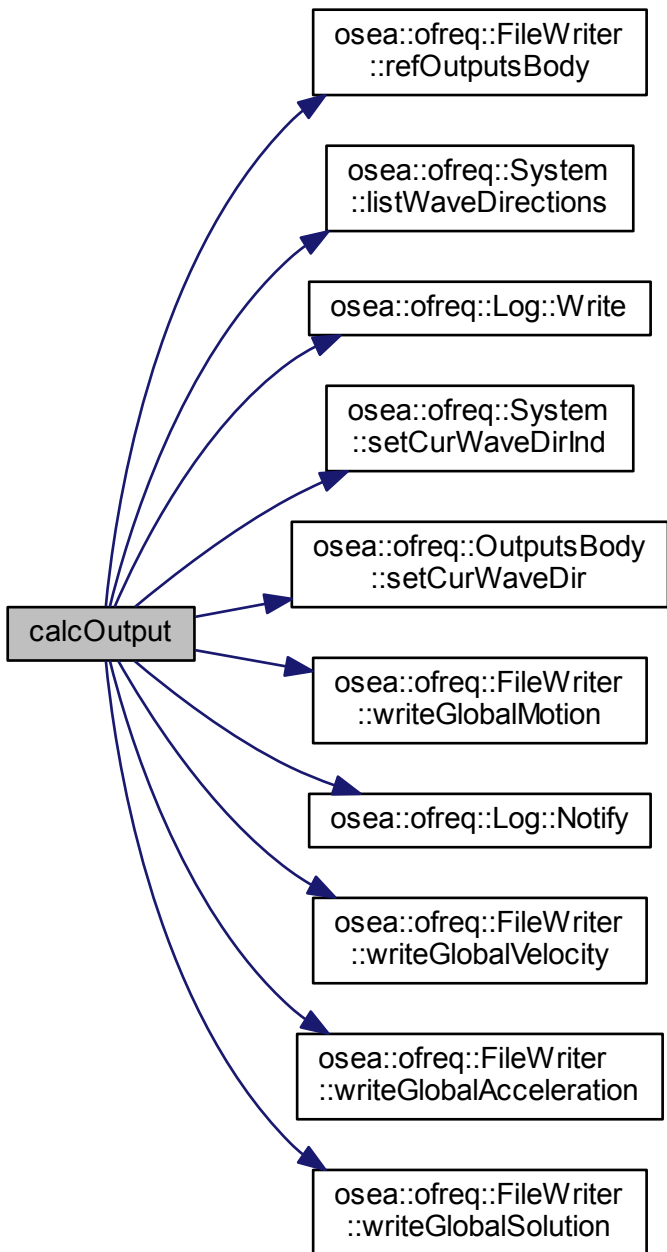 osea::ofreq::FileWriter
::refOutputsBody
osea::ofreq::System
::listWaveDirections
osea::ofreq::Log::Write
osea::ofreq::System
::setCurWaveDirInd
osea::ofreq::OutputsBody
::setCurWaveDir
calcOutput
osea::ofreq::FileWriter
::writeGlobalMotion
osea::ofreq::Log::Notify
osea::ofreq::FileWriter
::writeGlobalVelocity
osea::ofreq::FileWriter
::writeGlobalAcceleration
osea::ofreq::FileWriter
::writeGlobalSolution